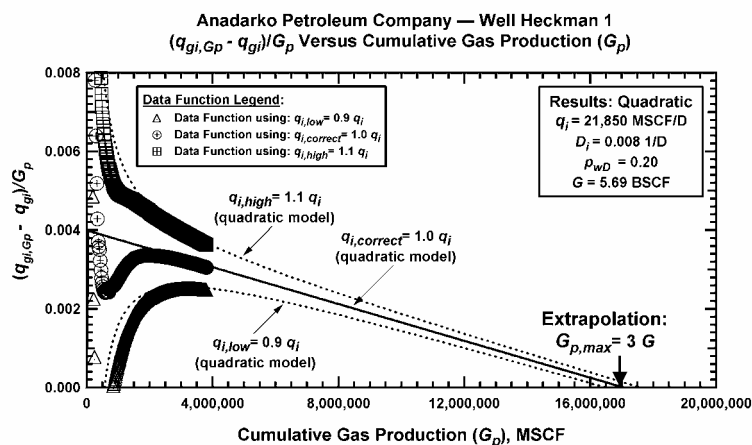 Anadarko Petroleum Company — Well Heckman 1
(qgi,Gp - qgi)/Gp Versus Cumulative Gas Production (Gp)
(qgi,Gp - qgi)/Gp
0.008
0.006
0.004
0.002
0.000
Data Function Legend:
Data Function using: qi,low= 0.9 qi
Data Function using: qi,correct= 1.0 qi
Data Function using: qi,high= 1.1 qi
Results: Quadratic
qi = 21,850 MSCF/D
Di = 0.008 1/D
pwD = 0.20
G = 5.69 BSCF
qi,high= 1.1 qi
(quadratic model)
qi,correct= 1.0 qi
(quadratic model)
qi,low= 0.9 qi
(quadratic model)
Extrapolation:
Gp,max= 3 G
0
4,000,000
8,000,000
12,000,000
16,000,000
20,000,000
Cumulative Gas Production (Gp), MSCF